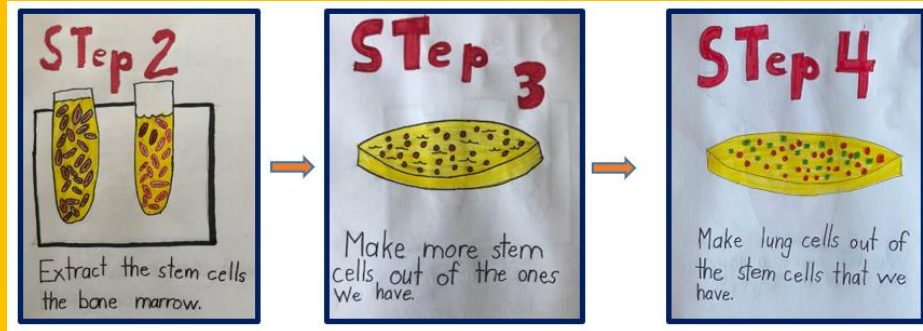 STep 2
Extract the stem cells
the bone marrow.
STep 3
Make more stem
cells out of the ones
We have.
STep 4
Make lung cells out of
the stem cells that we
have.